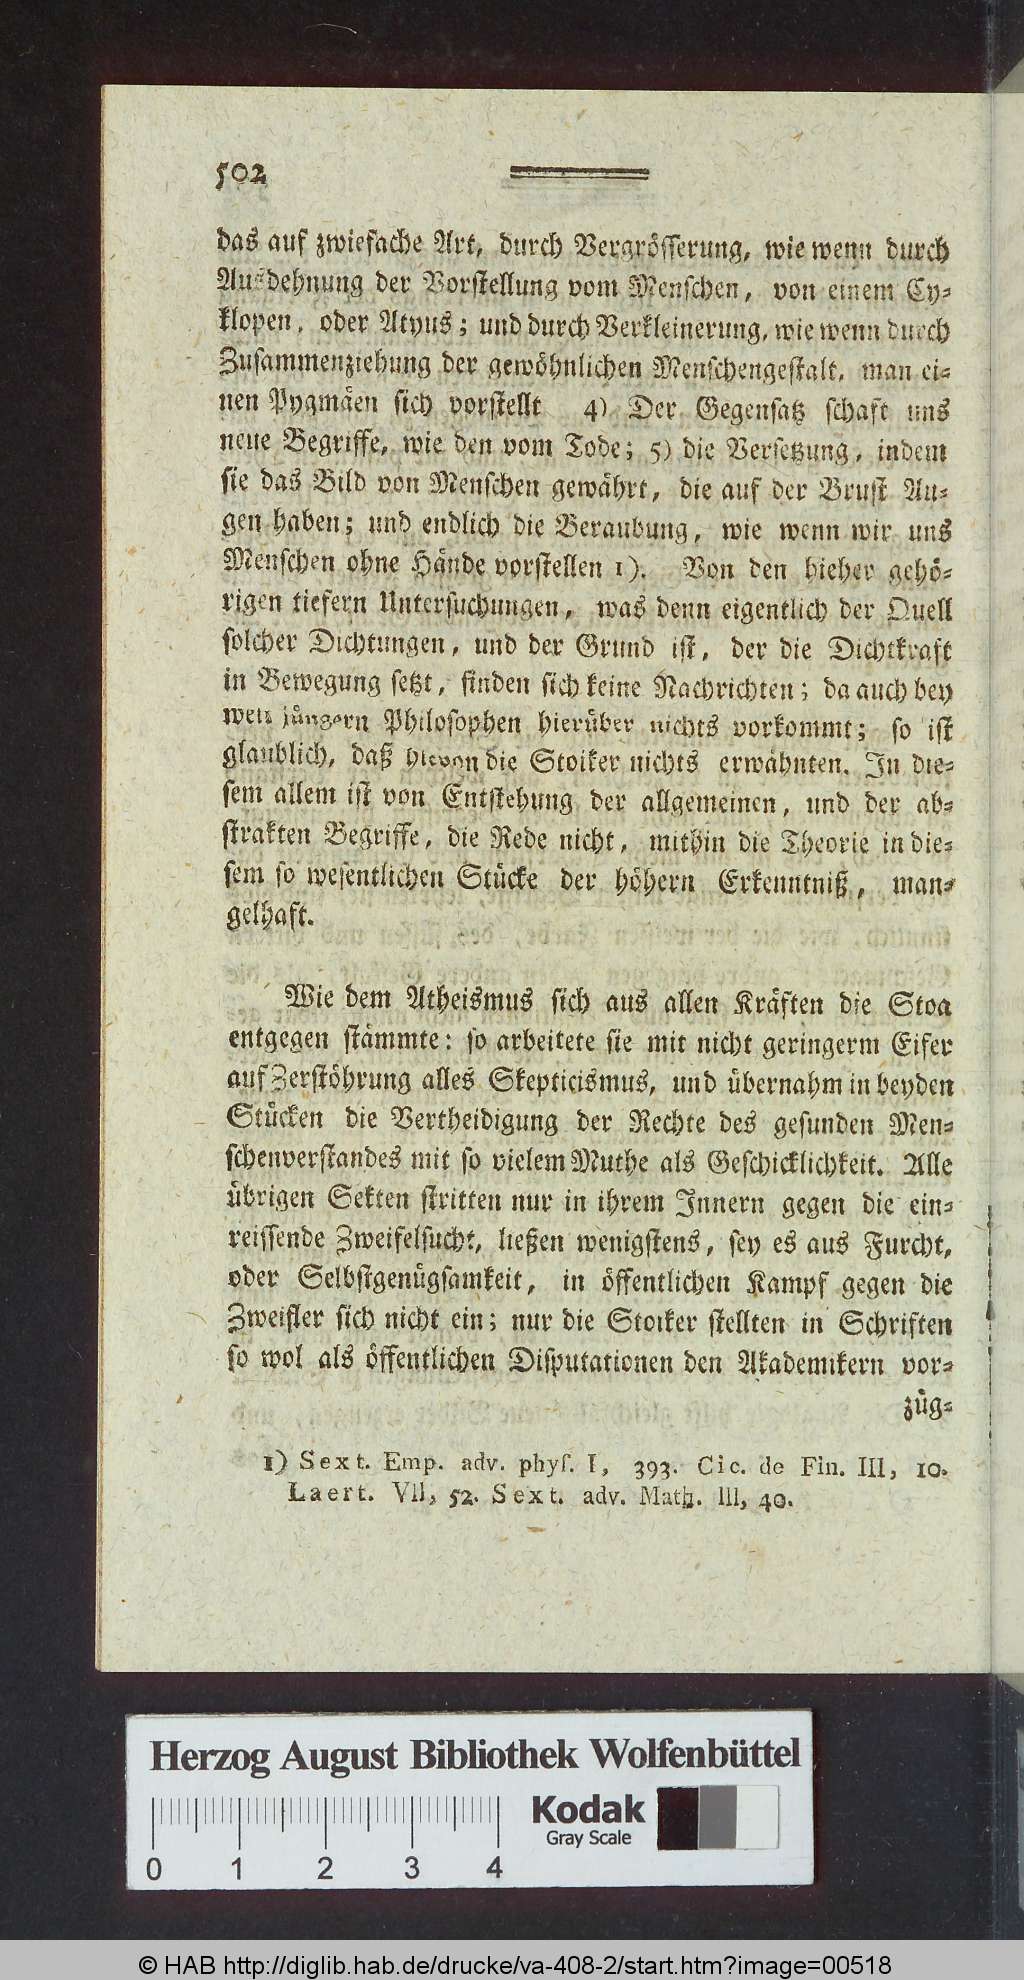 502
das auf zwiefache Art, durch Vergrösserung, wie wenn durch
Ausdehnung der Vorstellung vom Menschen, von einem Cy-
klopen, oder Atyus; und durch Verkleinerung, wie wenn durch
Zusammenziehung der gewöhnlichen Menschengestalt, man ei-
nen Pygmäen sich vorstellt 4) Der Gegensatz schaft uns
neue Begriffe, wie den vom Tode; 5) die Versetzung, indem
sie das Bild von Menschen gewährt, die auf der Brust Au-
gen haben; und endlich die Beraubung, wie wenn wir uns
Menschen ohne Hände vorstellen 1). Von den hieher gehö-
rigen tiefern Untersuchungen, was denn eigentlich der Quell
solcher Dichtungen, und der Grund ist, der die Dichtkraft
in Bewegung setzt, finden sich keine Nachrichten; da auch bey
weit jüngern Philosophen hierüber nichts vorkommt; so ist
glaublich, daß hievon die Stoiker nichts erwähnten. In die-
sem allem ist von Entstehung der allgemeinen, und der ab-
strakten Begriffe, die Rede nicht, mithin die Theorie in die-
sem so wesentlichen Stücke der höhern Erkenntniß, man-
gelhaft.
Wie dem Atheismus sich aus allen Kräften die Stoa
entgegen stämmte: so arbeitete sie mit nicht geringerm Eifer
auf Zerstöhrung alles Skepticismus, und übernahm in beyden
Stücken die Vertheidigung der Rechte des gesunden Men-
schenverstandes mit so vielem Muthe als Geschicklichkeit. Alle
übrigen Sekten stritten nur in ihrem Innern gegen die ein-
reissende Zweifelsucht, ließen wenigstens, sey es aus Furcht,
oder Selbstgenügsamkeit, in öffentlichen Kampf gegen die
Zweifler sich nicht ein; nur die Stoiker stellten in Schriften
so wol als öffentlichen Disputationen den Akademikern vor-
züg-
1) Sext. Emp. adv. phys. I, 393. Cic. de Fin. III, 10.
Laert. VII, 52. Sext. adv. Math. III, 40.
Herzog August Bibliothek Wolfenbüttel
Kodak
Gray Scale
0 1 2 3 4
© HAB http://diglib.hab.de/drucke/va-408-2/start.htm?image=00518